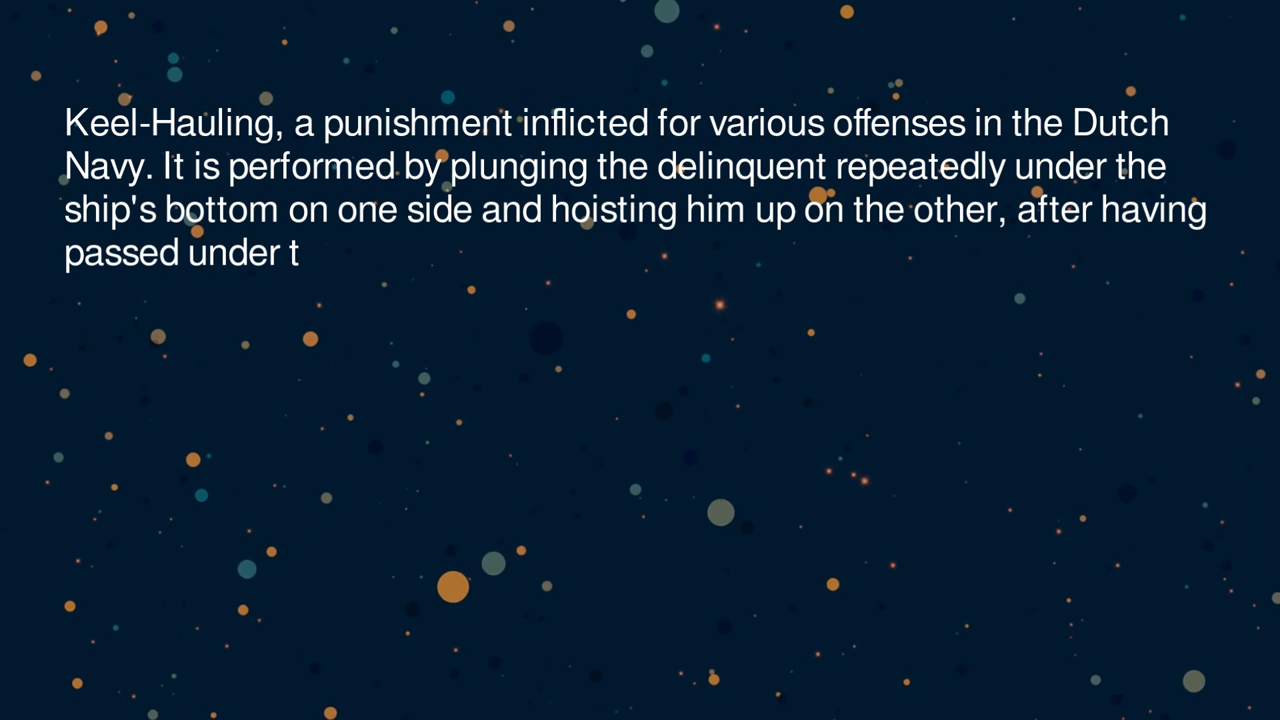 Keel-Hauling, a punishment inflicted for various offenses in the Dutch
Navy. It is performed by plunging the delinquent repeatedly under the
ship's bottom on one side and hoisting him up on the other, after having
passed under t